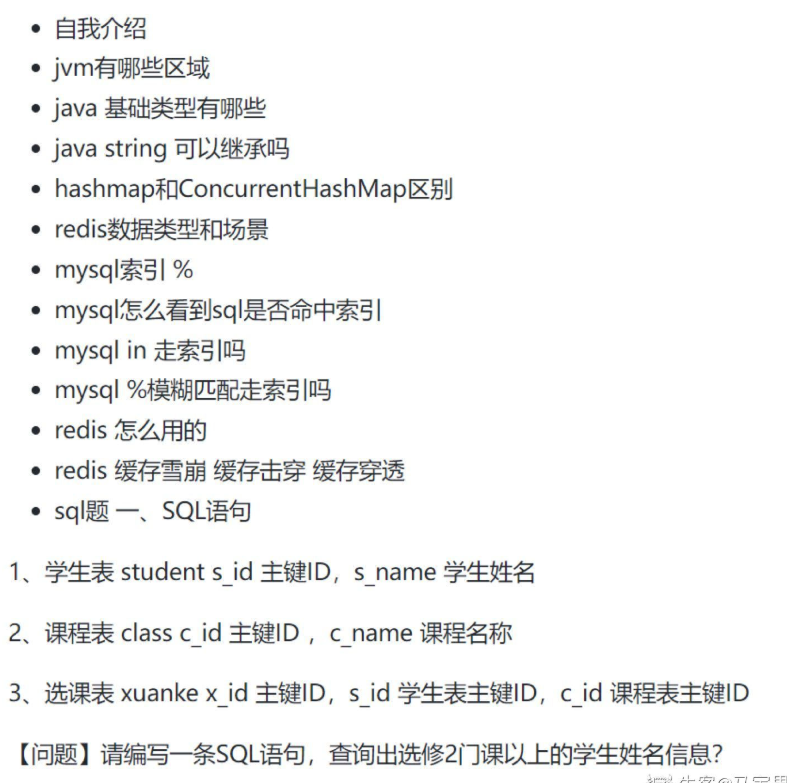 自我介绍
jvm有哪些区域
java 基础类型有哪些
java string 可以继承吗
hashmap和ConcurrentHashMap区别
redis数据类型和场景
mysql索引 %
mysql怎么看到sql是否命中索引
mysql in 走索引吗
mysql %模糊匹配走索引吗
redis 怎么用的
redis 缓存雪崩 缓存击穿 缓存穿透
sql题 一、SQL语句
1、学生表 student s_id 主键ID，s_name 学生姓名
2、课程表 class c_id 主键ID ，c_name 课程名称
3、选课表 xuanke x_id 主键ID，s_id 学生表主键ID，c_id 课程表主键ID
【问题】请编写一条SQL语句，查询出选修2门课以上的学生姓名信息？